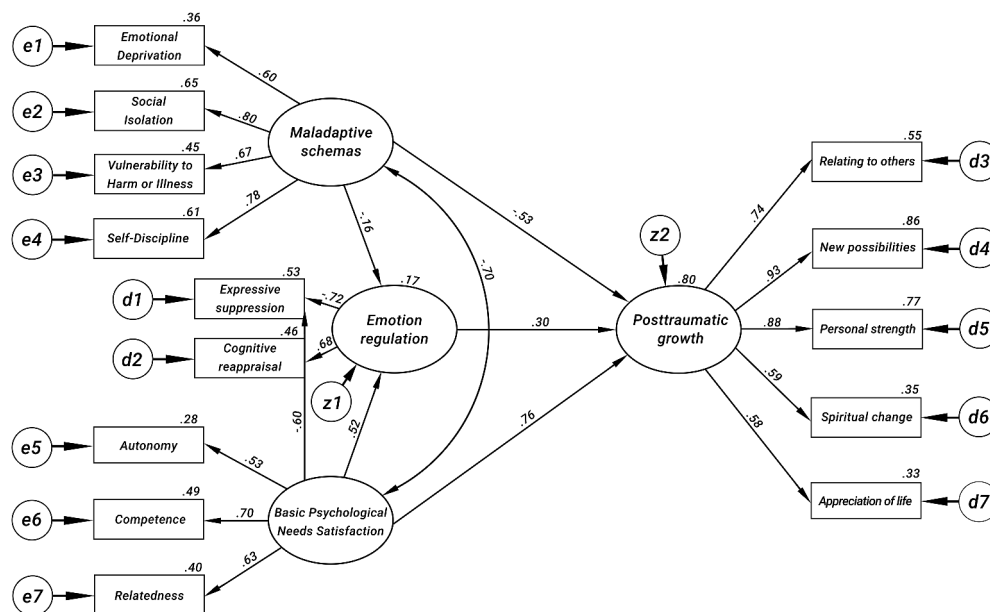 .36
e1
Emotional
Deprivation
.60
.65
e2
Social
Isolation
.80
.45
e3
Vulnerability to
Harm or Illness
.67
.61
e4
Self-Discipline
.78
Maladaptive
schemas
-.16
-.53
-.70
.53
d1
Expressive
suppression
-.72
.46
d2
Cognitive
reappraisal
.68
.17
Emotion
regulation
z1
.30
-.60
.52
.28
e5
Autonomy
.53
.49
e6
Competence
.70
.40
e7
Relatedness
.63
Basic Psychological
Needs Satisfaction
.76
z2
.80
Posttraumatic
growth
.55
Relating to others
d3
.74
.86
New possibilities
d4
.93
.77
Personal strength
d5
.88
.35
Spiritual change
d6
.59
.33
Appreciation of life
d7
.58